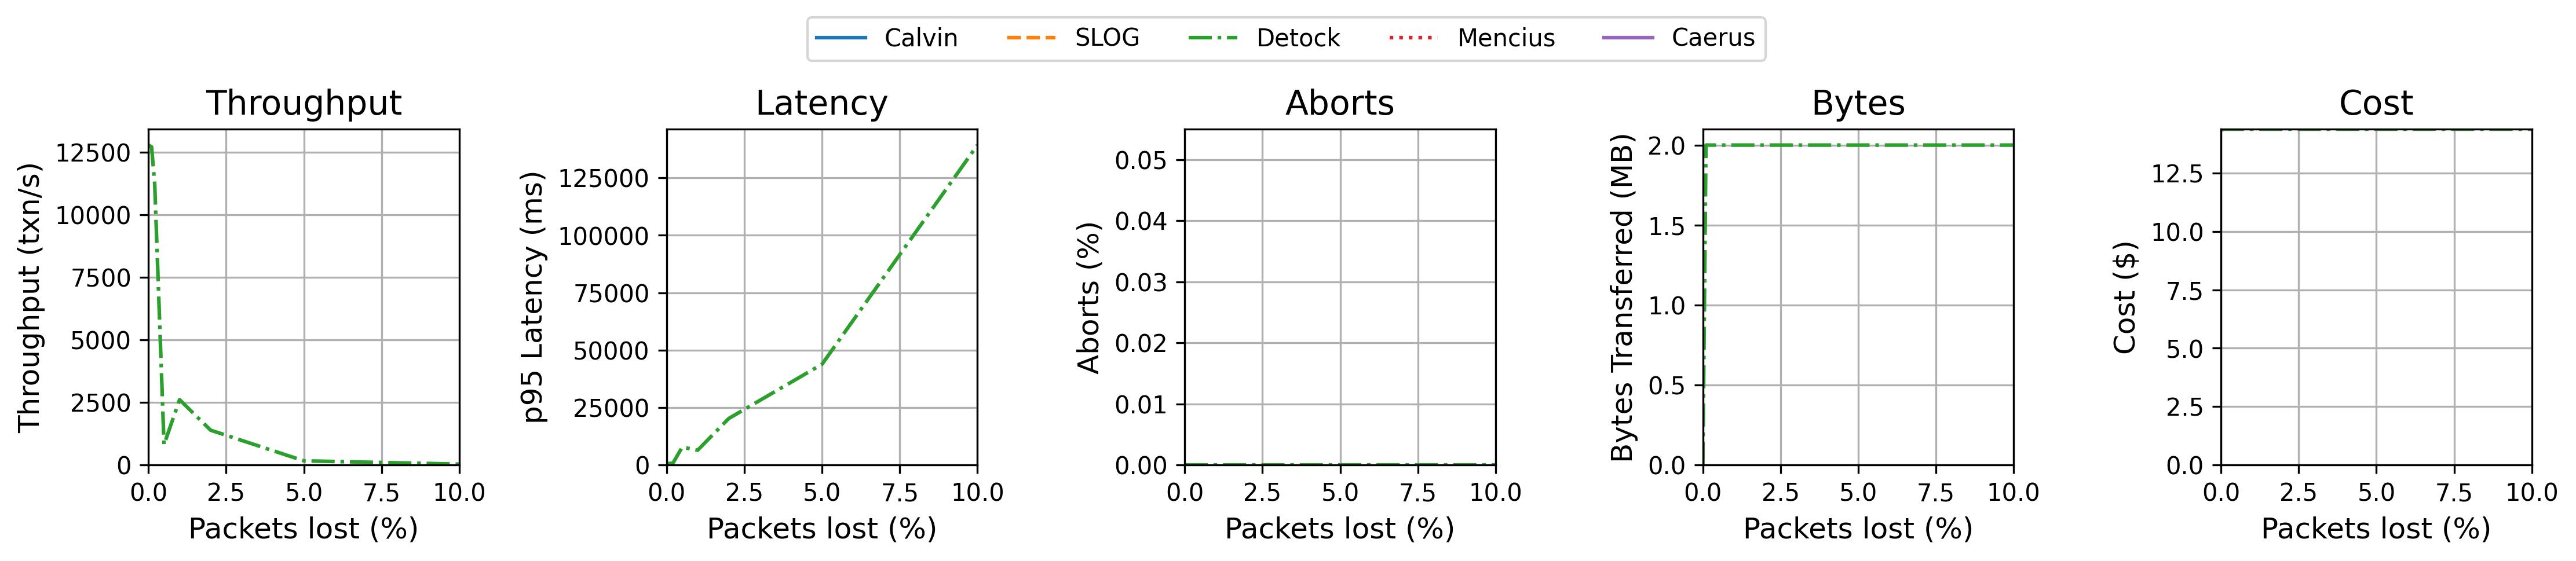 Calvin SLOG Detock Mencius Caerus
Throughput
Throughput (txn/s)
12500
10000
7500
5000
2500
0
0.0 2.5 5.0 7.5 10.0
Packets lost (%)
Latency
p95 Latency (ms)
125000
100000
75000
50000
25000
0
0.0 2.5 5.0 7.5 10.0
Packets lost (%)
Aborts
Aborts (%)
0.05
0.04
0.03
0.02
0.01
0.00
0.0 2.5 5.0 7.5 10.0
Packets lost (%)
Bytes
Bytes Transferred (MB)
2.0
1.5
1.0
0.5
0.0
0.0 2.5 5.0 7.5 10.0
Packets lost (%)
Cost
Cost ($)
12.5
10.0
7.5
5.0
2.5
0.0
0.0 2.5 5.0 7.5 10.0
Packets lost (%)